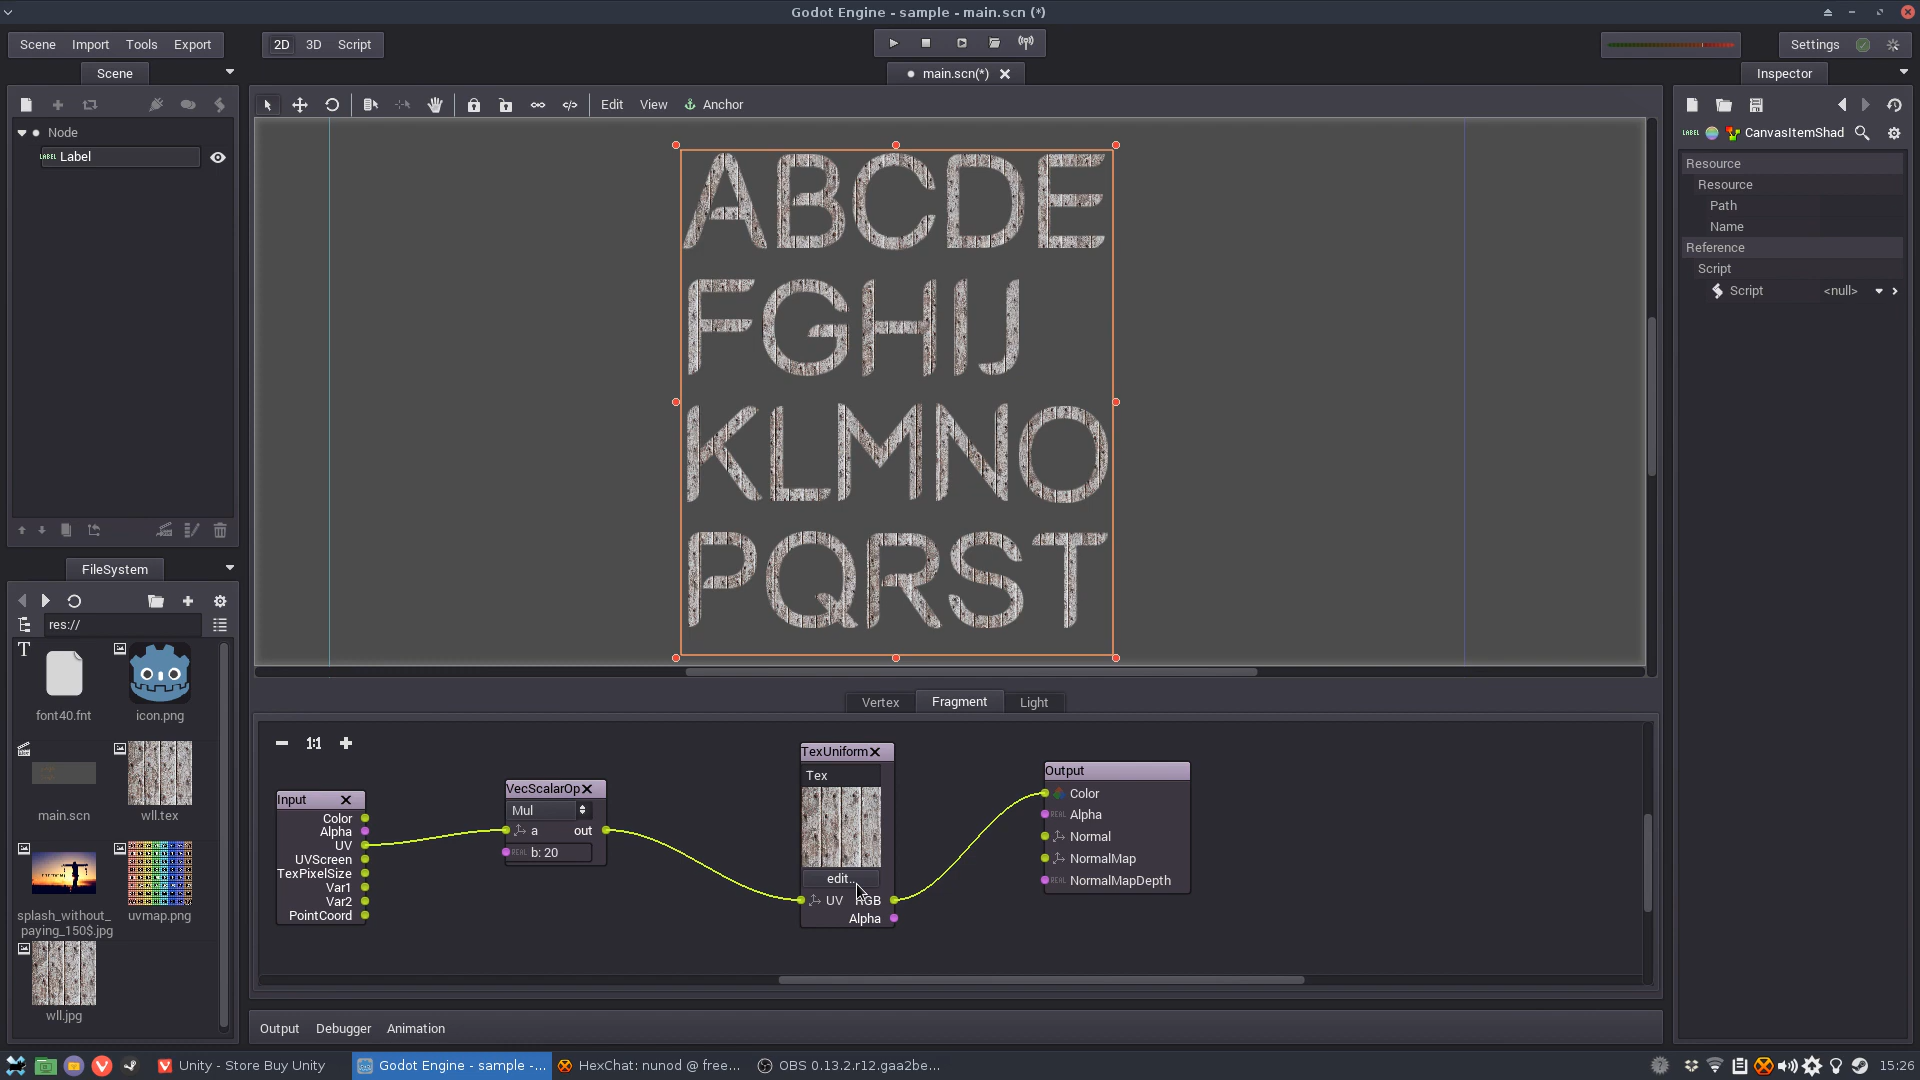 Godot Engine - sample - main.scn (*)
Scene Import Tools Export
2D 3D Script
Settings
Scene
main.scn(*)
Inspector
Edit View Anchor
Node
LABEL Label
LABEL CanvasItemShad
Resource
Resource
Path
Name
Reference
Script
Script <null>
ABCDE
FGHIJ
KLMNO
PQRST
FileSystem
res://
T
font40.fnt
icon.png
main.scn
wll.tex
splash_without_
paying_150$.jpg
uvmap.png
wll.jpg
Vertex Fragment Light
1:1
Input
Color
Alpha
UV
UVScreen
TexPixelSize
Var1
Var2
PointCoord
VecScalarOp
Mul
a out
REAL b: 20
TexUniform
Tex
edit..
UV RGB
Alpha
Output
Color
REAL Alpha
Normal
NormalMap
REAL NormalMapDepth
Output Debugger Animation
Unity - Store Buy Unity
Godot Engine - sample -...
HexChat: nunod @ free...
OBS 0.13.2.r12.gaa2be...
15:26